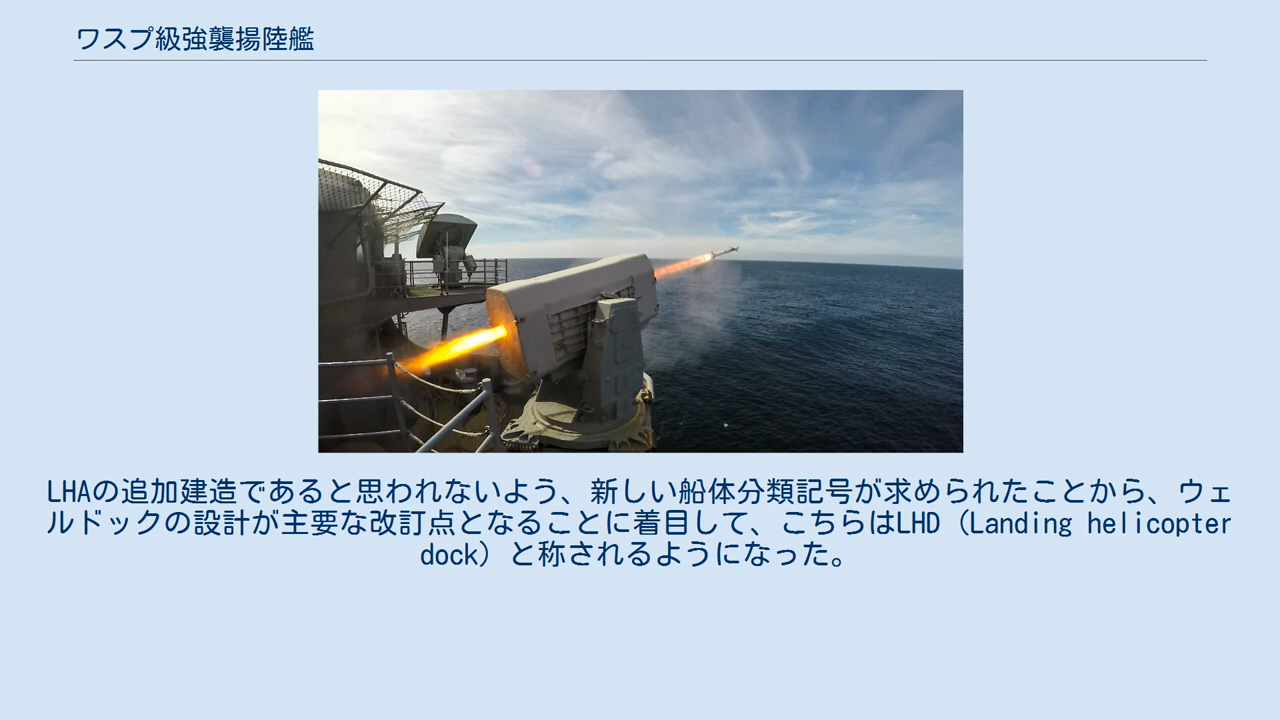 ワスプ級強襲揚陸艦
LHAの追加建造であると思われないよう、新しい船体分類記号が求められたことから、ウェ
ルドックの設計が主要な改訂点となることに着目して、こちらはLHD（Landing helicopter
dock）と称されるようになった。